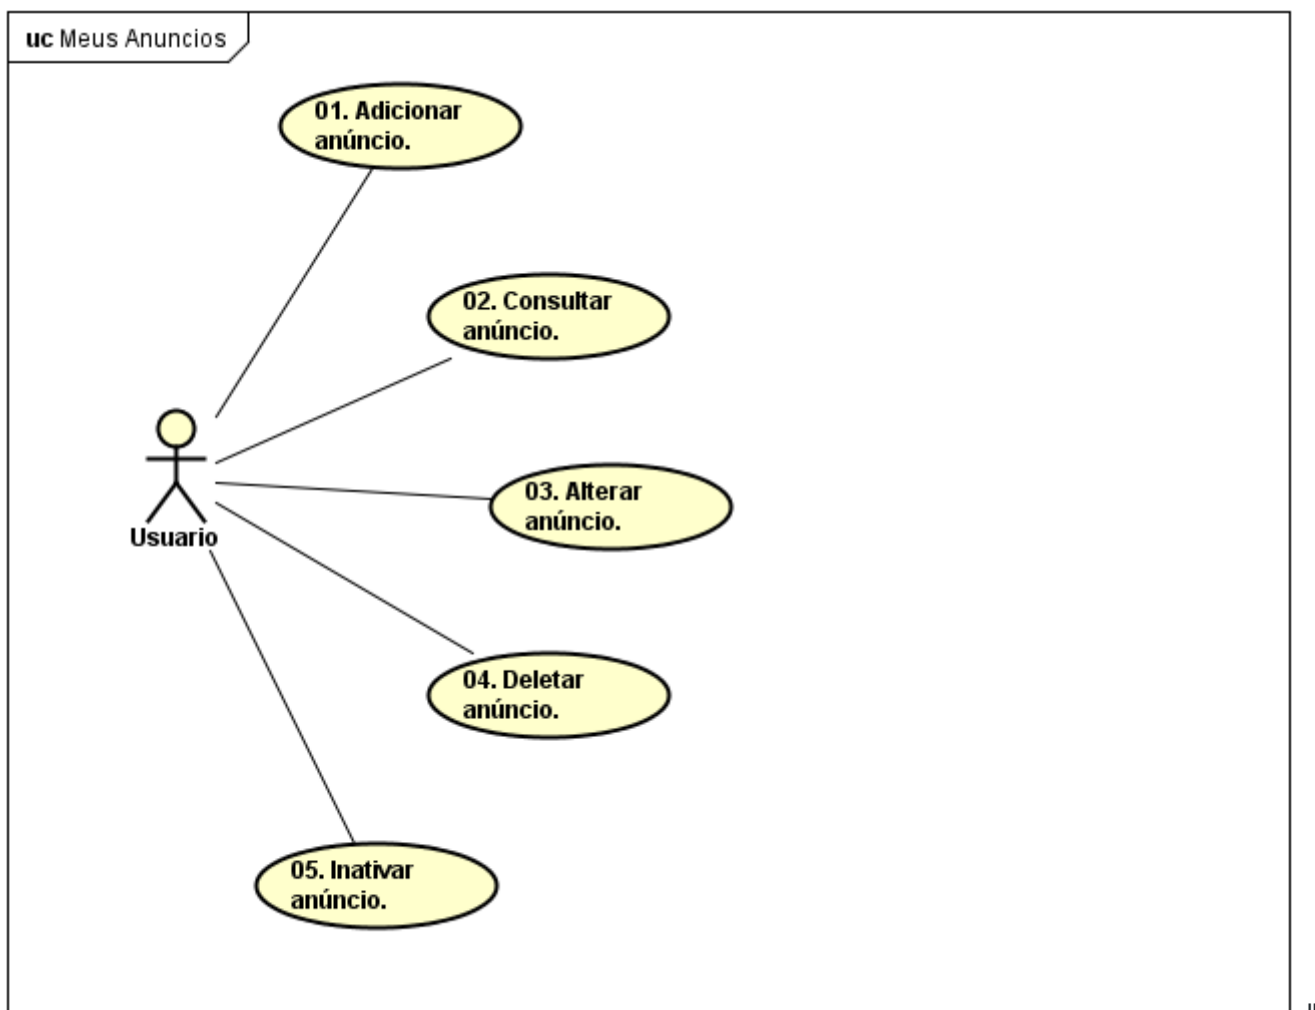 uc Meus Anuncios
01. Adicionar
anúncio.
02. Consultar
anúncio.
03. Alterar
anúncio.
Usuario
04. Deletar
anúncio.
05. Inativar
anúncio.